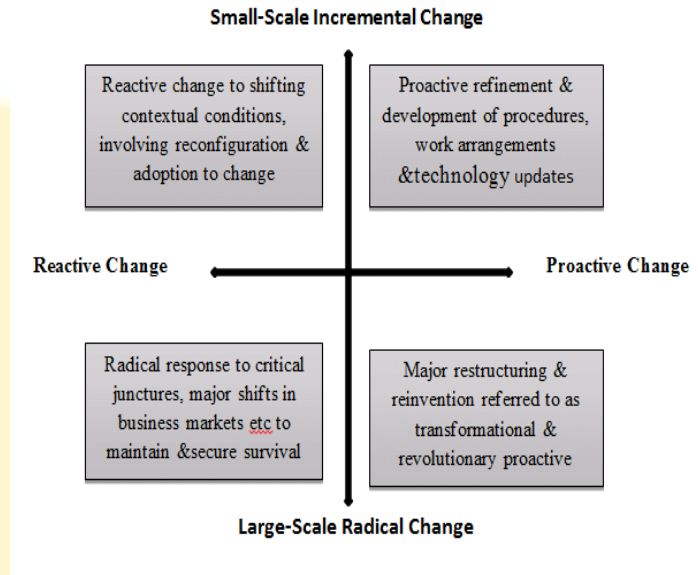 Small-Scale Incremental Change
Reactive change to shifting
contextual conditions,
involving reconfiguration &
adoption to change
Proactive refinement &
development of procedures,
work arrangements
&technology updates
Reactive Change
Proactive Change
Radical response to critical
junctures, major shifts in
business markets etc to
maintain &secure survival
Major restructuring &
reinvention referred to as
transformational &
revolutionary proactive
Large-Scale Radical Change